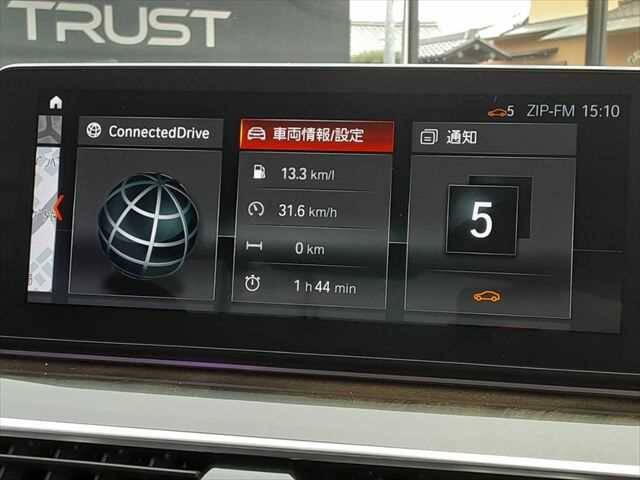 TRUST
5 ZIP-FM 15:10
ConnectedDrive
車両情報/設定
13.3 km/l
31.6 km/h
0 km
1 h 44 min
通知
5